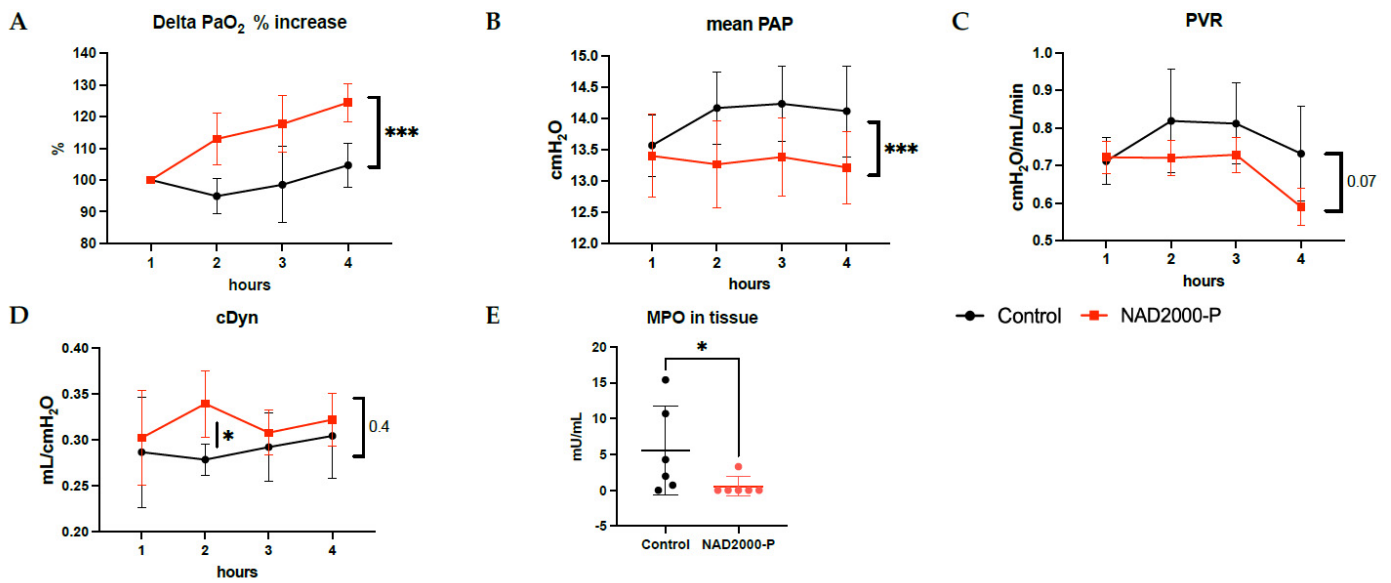 A
Delta PaO₂ % increase
140
130
120
110
100
90
80
%
1 2 3 4
hours
***
B
mean PAP
15.0
14.5
14.0
13.5
13.0
12.5
12.0
cmH₂O
1 2 3 4
hours
***
C
PVR
1.0
0.9
0.8
0.7
0.6
0.5
cmH₂O/mL/min
1 2 3 4
hours
0.07
D
cDyn
0.40
0.35
0.30
0.25
0.20
mL/cmH₂O
1 2 3 4
hours
*
0.4
E
MPO in tissue
20
15
10
5
0
-5
mU/mL
Control NAD2000-P
*
Control NAD2000-P